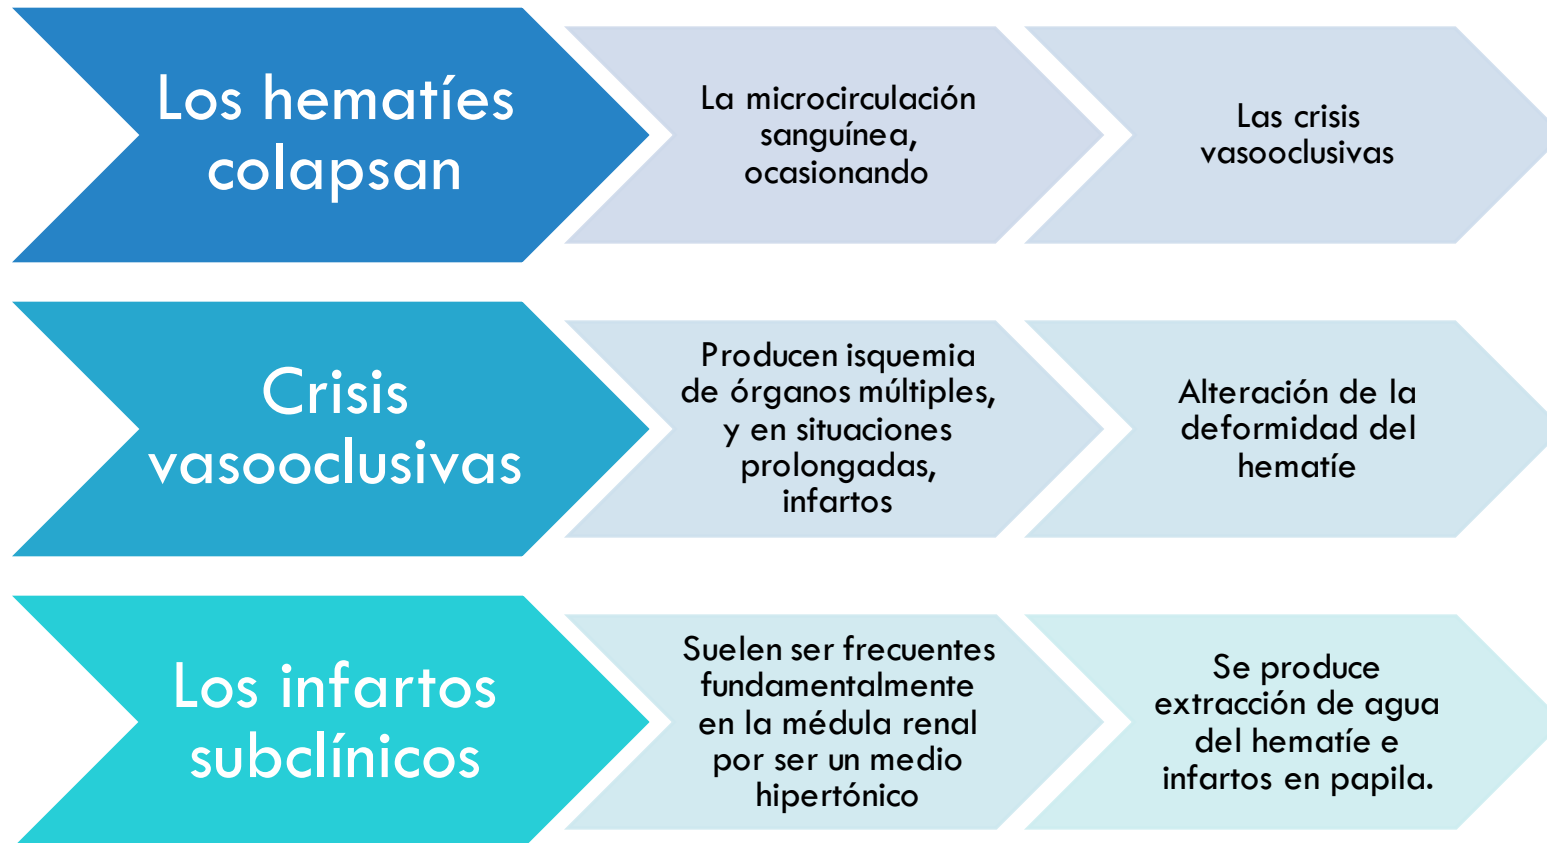 Los hematíes
colapsan
La microcirculación
sanguínea,
ocasionando
Las crisis
vasooclusivas
Crisis
vasooclusivas
Producen isquemia
de órganos múltiples,
y en situaciones
prolongadas,
infartos
Alteración de la
deformidad del
hematíe
Los infartos
subclínicos
Suelen ser frecuentes
fundamentalmente
en la médula renal
por ser un medio
hipertónico
Se produce
extracción de agua
del hematíe e
infartos en papila.